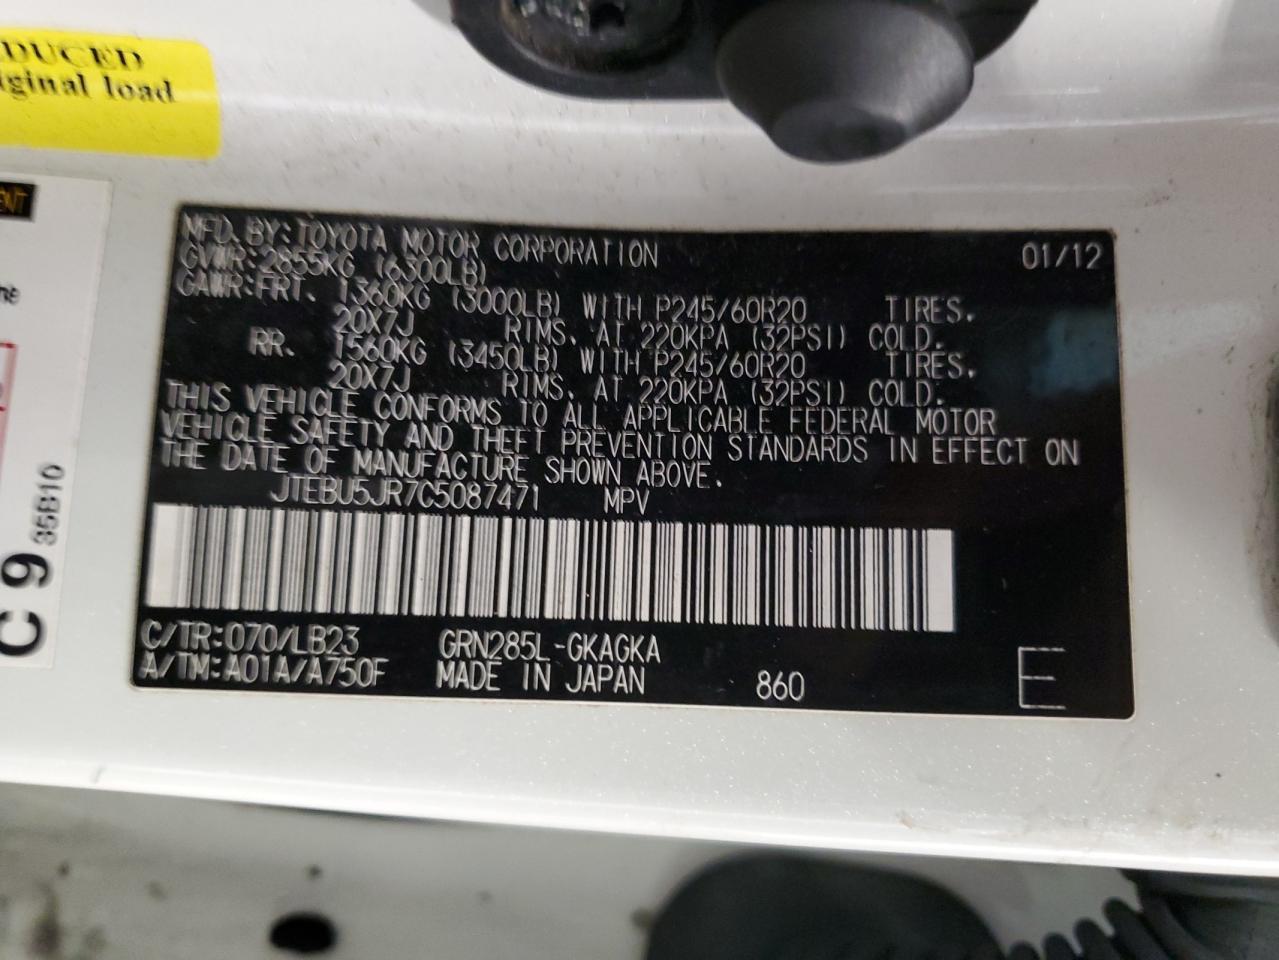 DUCED
iginal load
ENT
ne
C 9
35B10
MFD. BY: TOYOTA MOTOR CORPORATION 01/12
GVWR: 2855KG (6300LB)
GAWR: FRT. 1360KG (3000LB) WITH P245/60R20 TIRES.
20X7J RIMS. AT 220KPA (32PSI) COLD.
RR. 1560KG (3450LB) WITH P245/60R20 TIRES.
20X7J RIMS. AT 220KPA (32PSI) COLD.
THIS VEHICLE CONFORMS TO ALL APPLICABLE FEDERAL MOTOR
VEHICLE SAFETY AND THEFT PREVENTION STANDARDS IN EFFECT ON
THE DATE OF MANUFACTURE SHOWN ABOVE.
JTEBU5JR7C5087471 MPV
C/TR: 070/LB23 GRN285L-GKAGKA
A/TM: A01A/A750F MADE IN JAPAN 860 E